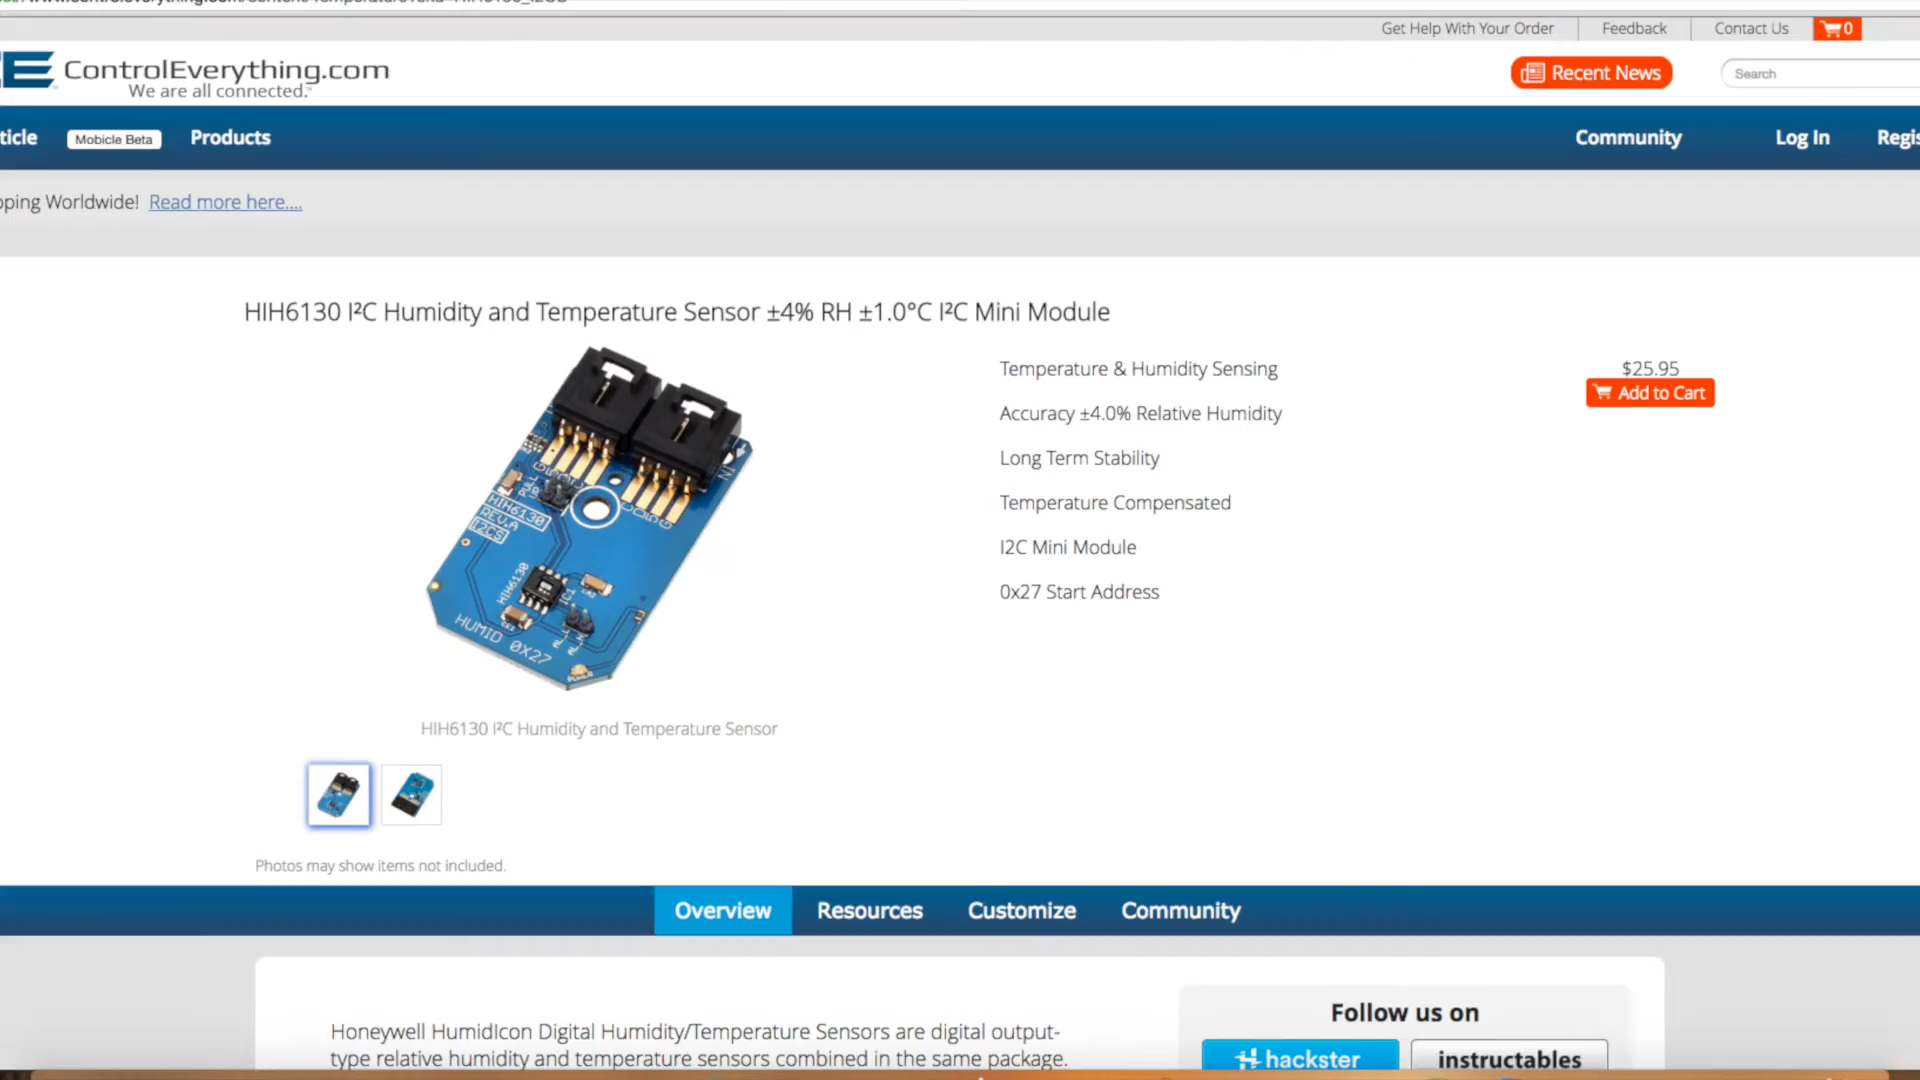 Get Help With Your Order Feedback Contact Us 0
ControlEverything.com
We are all connected.
Recent News Search
Mobicle Beta Products Community Log In
Worldwide! Read more here....
HIH6130 I²C Humidity and Temperature Sensor ±4% RH ±1.0°C I²C Mini Module
Temperature & Humidity Sensing
$25.95
Add to Cart
Accuracy ±4.0% Relative Humidity
Long Term Stability
Temperature Compensated
I2C Mini Module
0x27 Start Address
HIH6130
REV.A
I2CS
HIH6130
HUMID 0X27
HIH6130 I²C Humidity and Temperature Sensor
Photos may show items not included.
Overview Resources Customize Community
Honeywell HumidIcon Digital Humidity/Temperature Sensors are digital output-
type relative humidity and temperature sensors combined in the same package.
Follow us on
hackster instructables